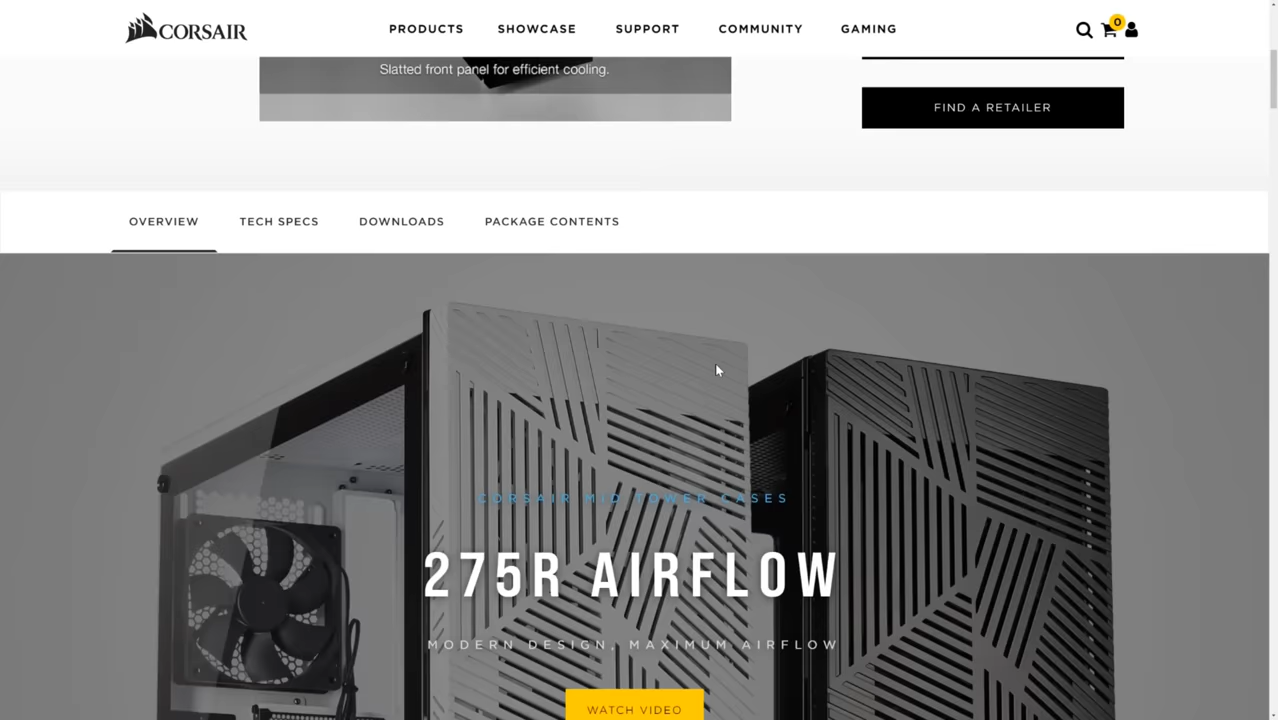 CORSAIR
PRODUCTS SHOWCASE SUPPORT COMMUNITY GAMING
0
Slatted front panel for efficient cooling.
FIND A RETAILER
OVERVIEW TECH SPECS DOWNLOADS PACKAGE CONTENTS
CORSAIR MID TOWER CASES
275R AIRFLOW
MODERN DESIGN, MAXIMUM AIRFLOW
WATCH VIDEO